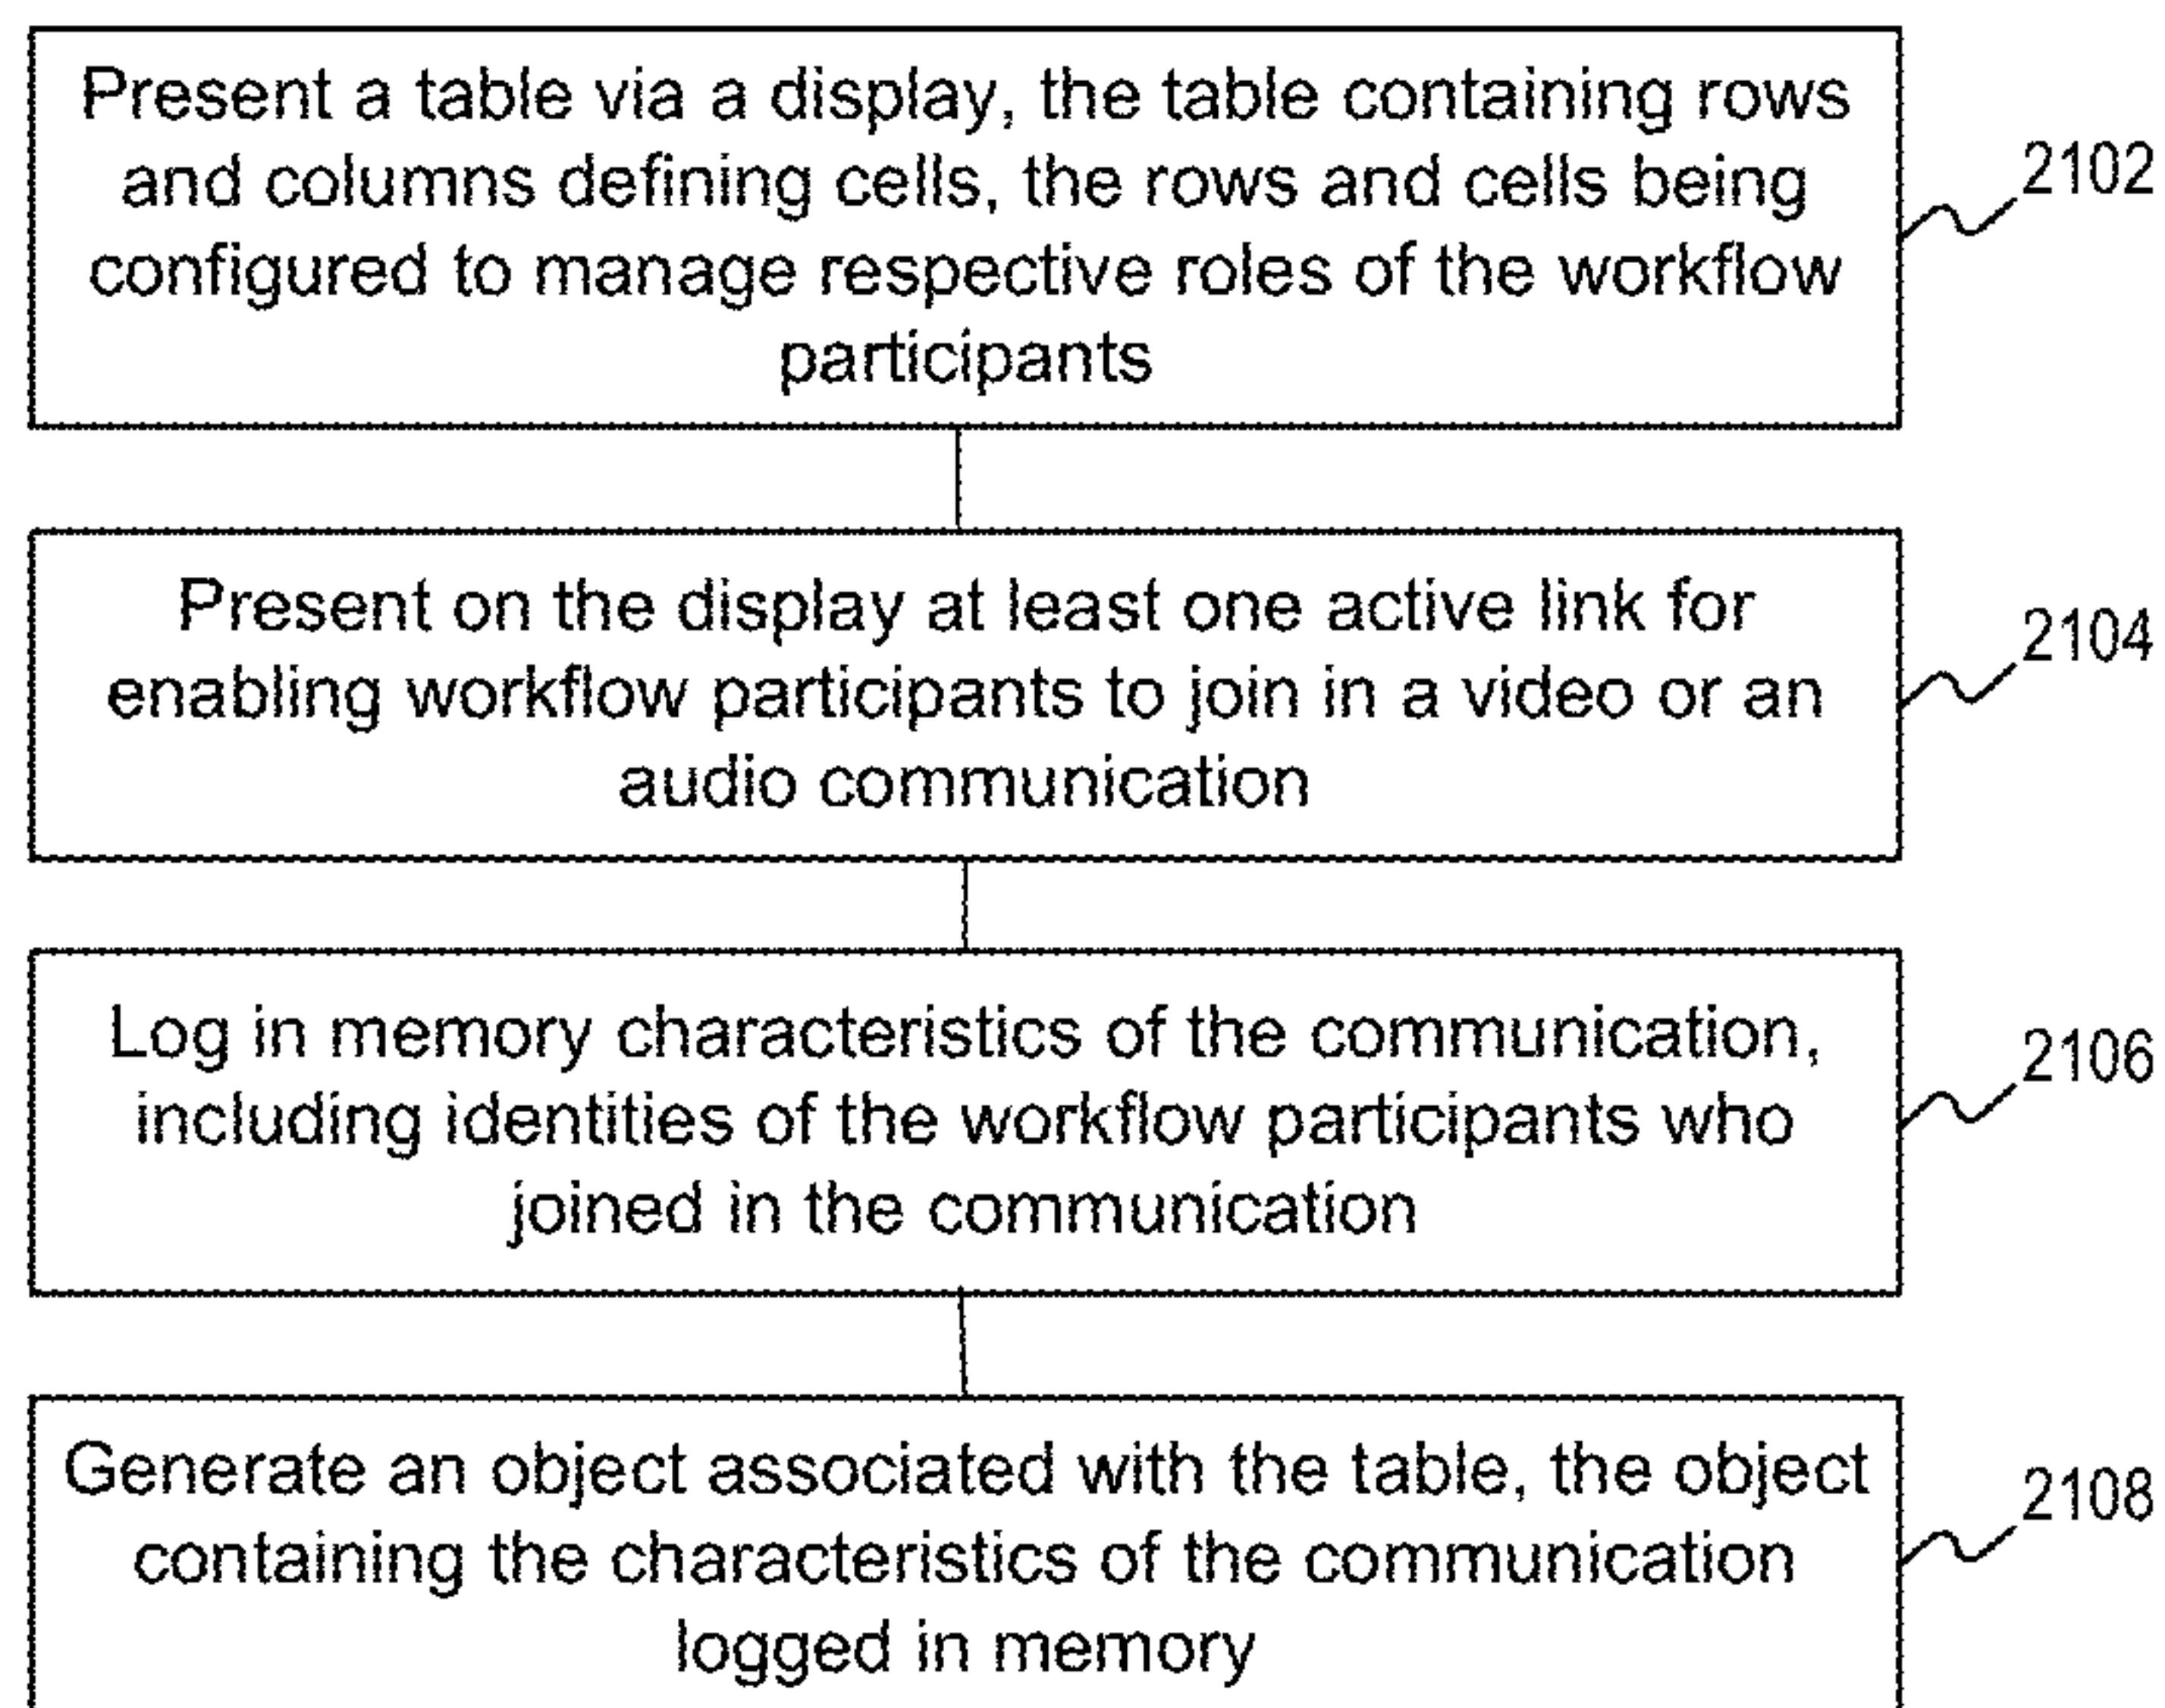 Present a table via a display, the table containing rows
and columns defining cells, the rows and cells being
configured to manage respective roles of the workflow
participants
2102
Present on the display at least one active link for
enabling workflow participants to join in a video or an
audio communication
2104
Log in memory characteristics of the communication,
including identities of the workflow participants who
joined in the communication
2106
Generate an object associated with the table, the object
containing the characteristics of the communication
logged in memory
2108